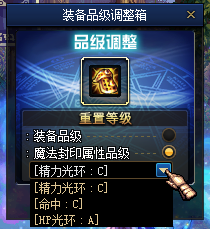 装备品级调整箱
品级调整
重置等级
: 装备品级
: 魔法封印属性品级
[精力光环 : C]
[精力光环 : C]
[命中 : C]
[HP光环 : A]